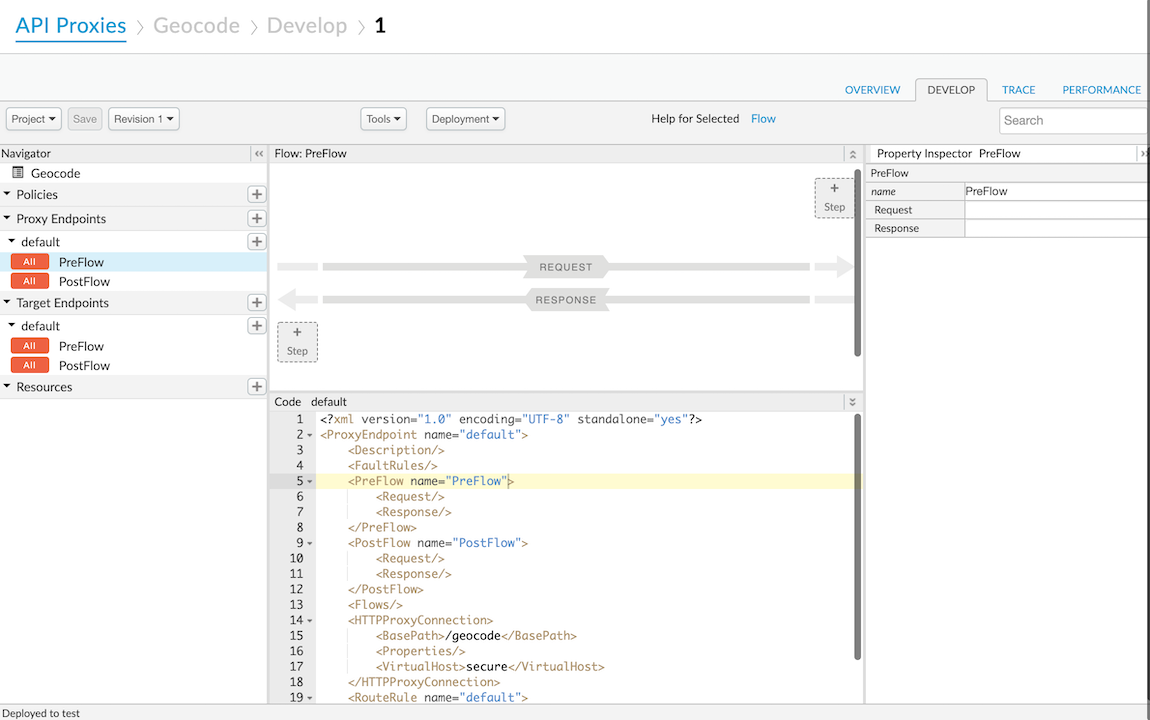 API Proxies > Geocode > Develop > 1
OVERVIEW DEVELOP TRACE PERFORMANCE
Project Save Revision 1 Tools Deployment Help for Selected Flow Search
Navigator
Geocode
Policies
Proxy Endpoints
default
All PreFlow
All PostFlow
Target Endpoints
default
All PreFlow
All PostFlow
Resources
Flow: PreFlow
+
Step
REQUEST
RESPONSE
+
Step
Code default
1 <?xml version="1.0" encoding="UTF-8" standalone="yes"?>
2 <ProxyEndpoint name="default">
3 <Description/>
4 <FaultRules/>
5 <PreFlow name="PreFlow">
6 <Request/>
7 <Response/>
8 </PreFlow>
9 <PostFlow name="PostFlow">
10 <Request/>
11 <Response/>
12 </PostFlow>
13 <Flows/>
14 <HTTPProxyConnection>
15 <BasePath>/geocode</BasePath>
16 <Properties/>
17 <VirtualHost>secure</VirtualHost>
18 </HTTPProxyConnection>
19 <RouteRule name="default">
Property Inspector PreFlow
PreFlow
name PreFlow
Request
Response
Deployed to test